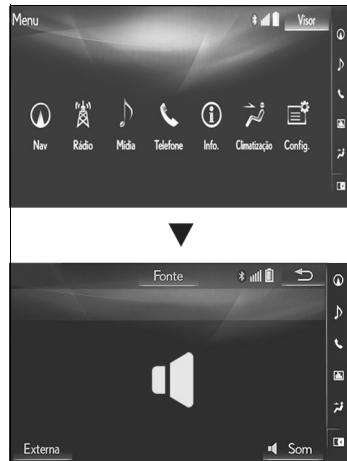 Menu
Visor
Nav Rádio Mídia Telefone Info. Climatização Config.
Fonte
Externa Som